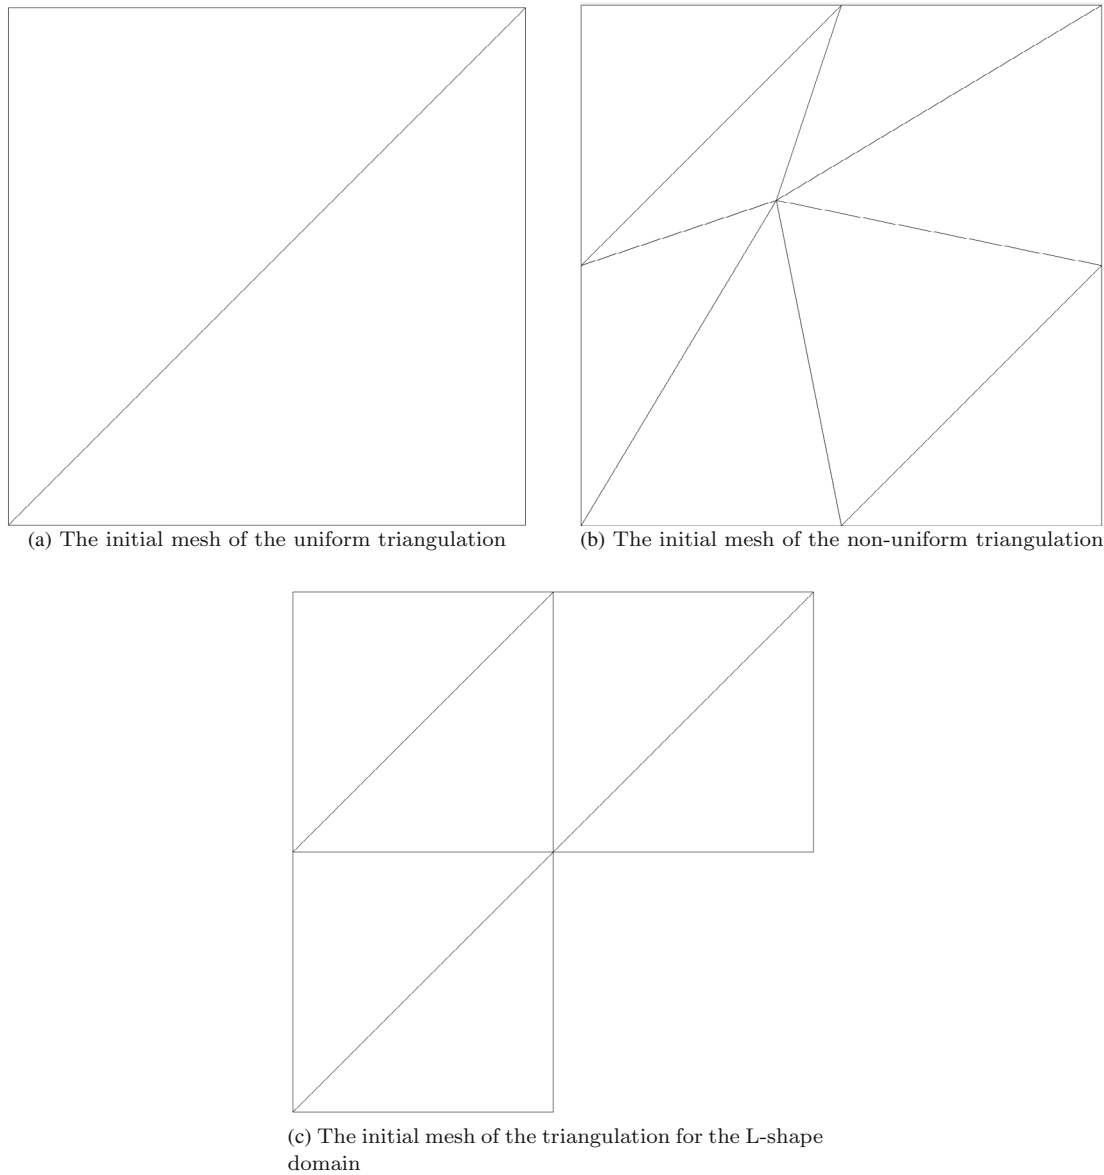 (a) The initial mesh of the uniform triangulation
(b) The initial mesh of the non-uniform triangulation
(c) The initial mesh of the triangulation for the L-shape
domain